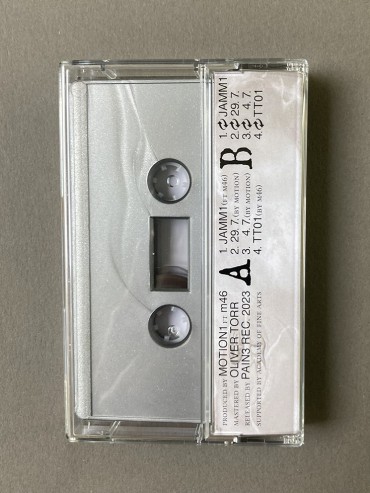 PRODUCED BY MOTION1 FT m46
MASTERED BY OLIVER TORR
RELEASED BY PAIN3 REC. 2023
SUPPORTED BY ACADEMY OF FINE ARTS
A
1. JAMM1 (FT M46)
2. 29.7. (BY MOTION)
3. 4.7. (BY MOTION)
4. TT01 (BY M46)
B
1. JAMM1
2. 29.7.
3. 4.7.
4. TT01